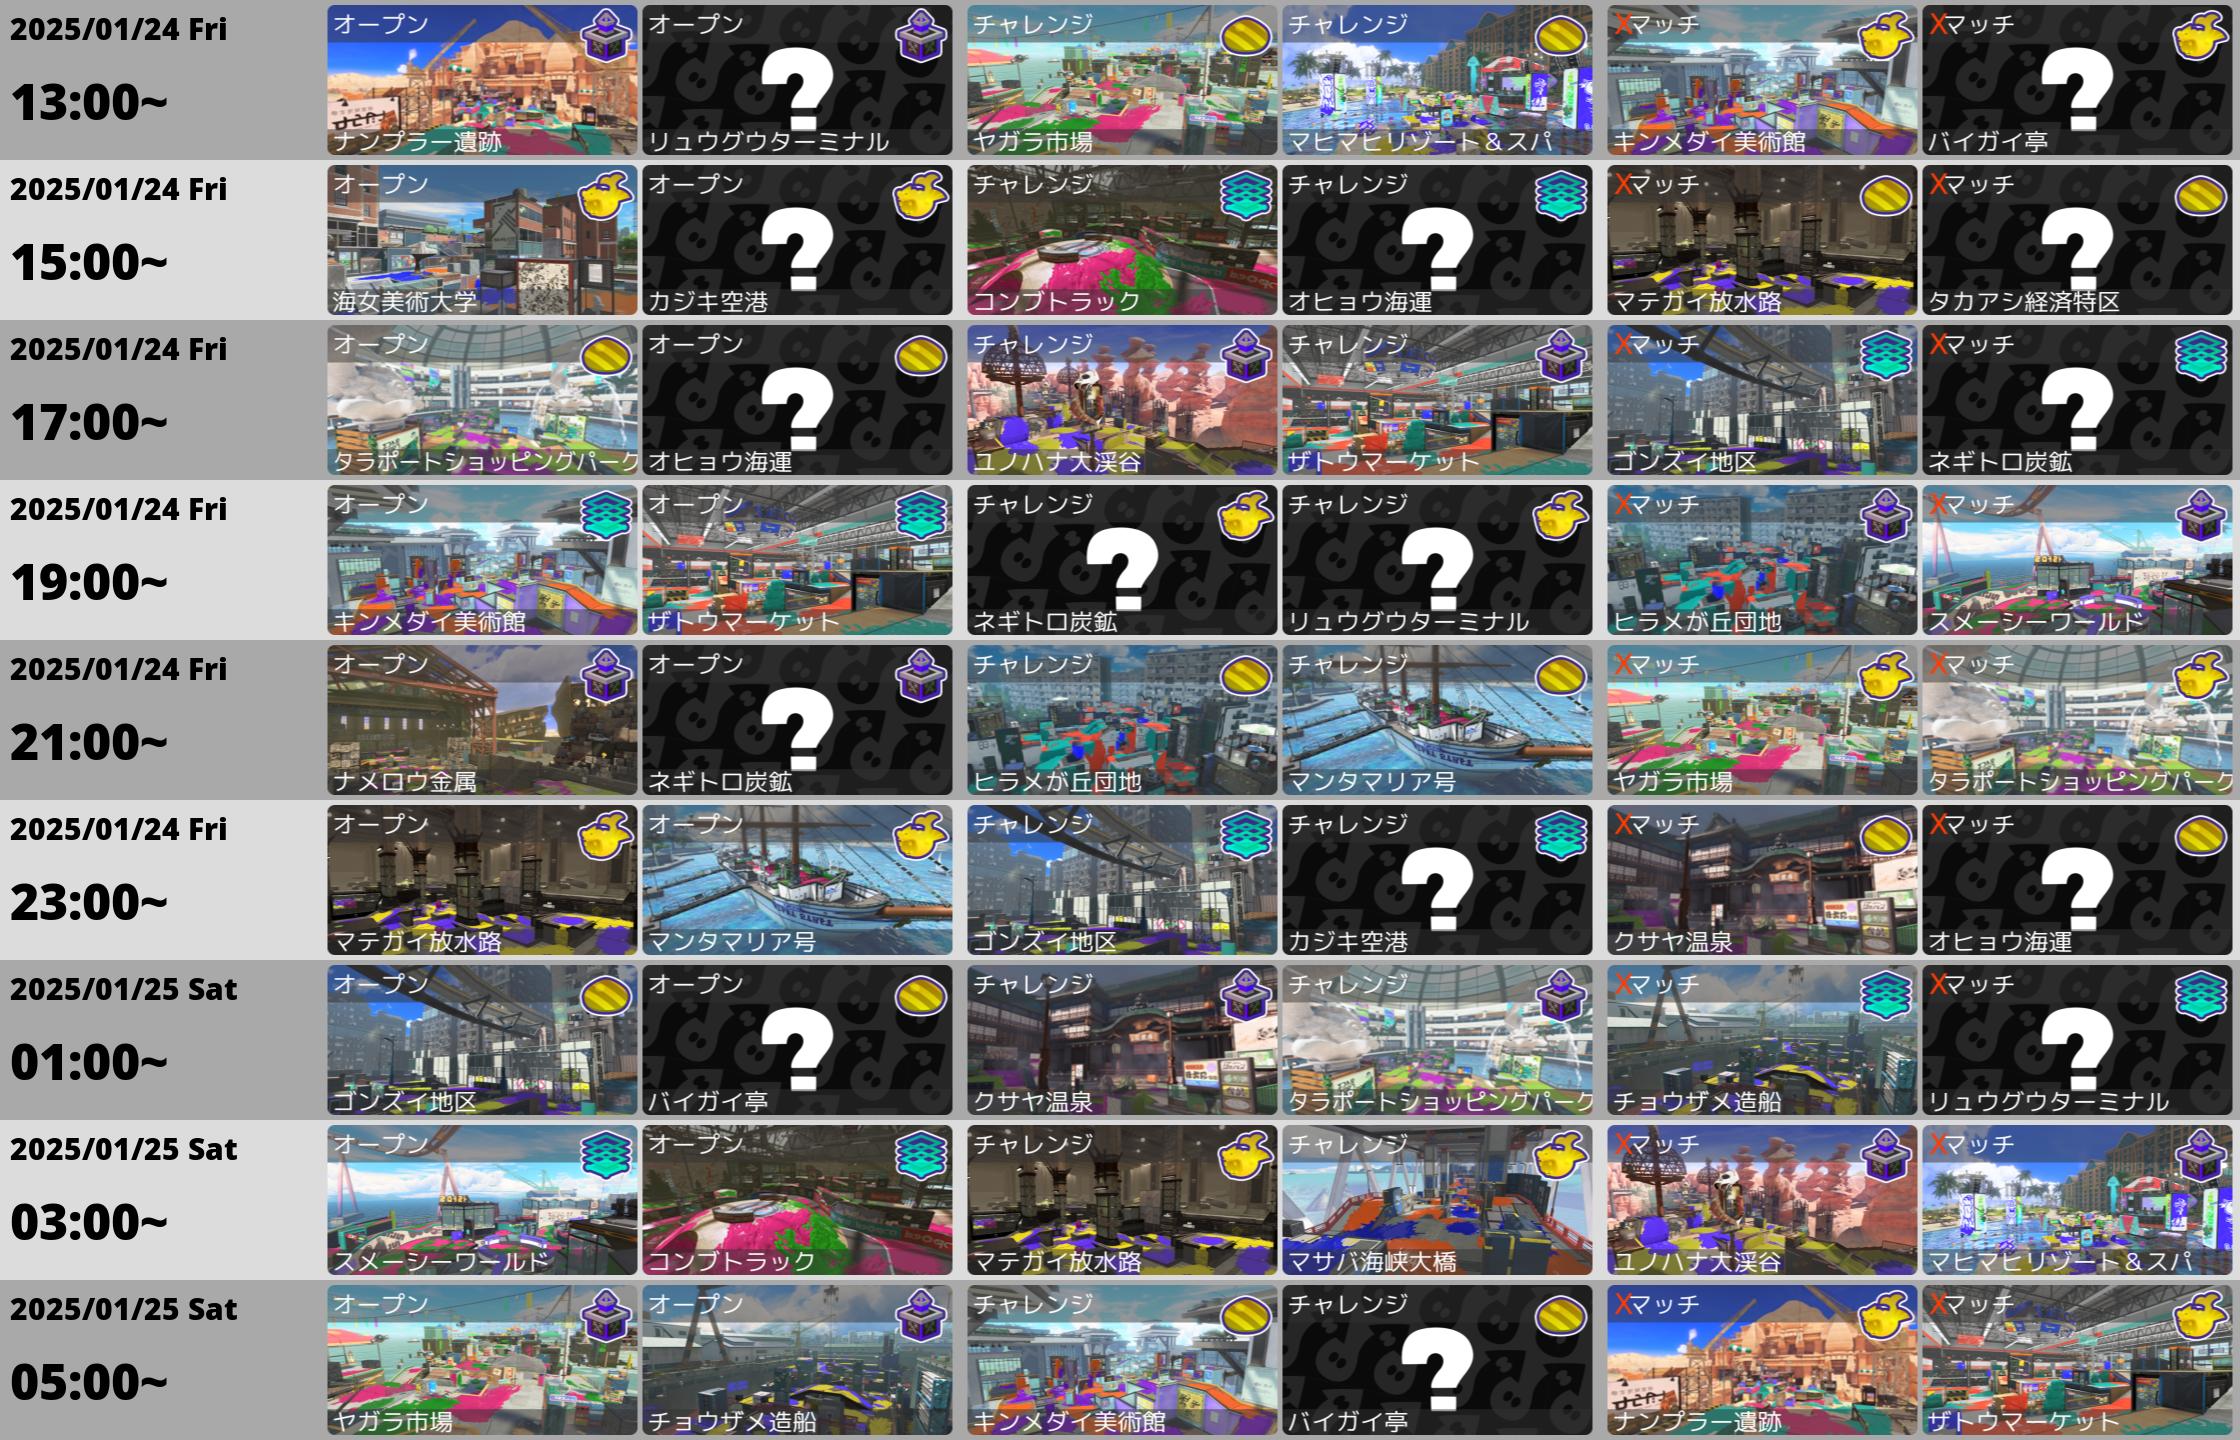 2025/01/24 Fri
13:00~
オープン
ナンプラー遺跡
オープン
リュウグウターミナル
チャレンジ
ヤガラ市場
チャレンジ
マヒマヒリゾート＆スパ
Xマッチ
キンメダイ美術館
Xマッチ
バイガイ亭
2025/01/24 Fri
15:00~
オープン
海女美術大学
オープン
カジキ空港
チャレンジ
コンブトラック
チャレンジ
オヒョウ海運
Xマッチ
マテガイ放水路
Xマッチ
タカアシ経済特区
2025/01/24 Fri
17:00~
オープン
タラポートショッピングパーク
オープン
オヒョウ海運
チャレンジ
ユノハナ大渓谷
チャレンジ
ザトウマーケット
Xマッチ
ゴンズイ地区
Xマッチ
ネギトロ炭鉱
2025/01/24 Fri
19:00~
オープン
キンメダイ美術館
オープン
ザトウマーケット
チャレンジ
ネギトロ炭鉱
チャレンジ
リュウグウターミナル
Xマッチ
ヒラメが丘団地
Xマッチ
スメーシーワールド
2025/01/24 Fri
21:00~
オープン
ナメロウ金属
オープン
ネギトロ炭鉱
チャレンジ
ヒラメが丘団地
チャレンジ
マンタマリア号
Xマッチ
ヤガラ市場
Xマッチ
タラポートショッピングパーク
2025/01/24 Fri
23:00~
オープン
マテガイ放水路
オープン
マンタマリア号
チャレンジ
ゴンズイ地区
チャレンジ
カジキ空港
Xマッチ
クサヤ温泉
Xマッチ
オヒョウ海運
2025/01/25 Sat
01:00~
オープン
ゴンズイ地区
オープン
バイガイ亭
チャレンジ
クサヤ温泉
チャレンジ
タラポートショッピングパーク
Xマッチ
チョウザメ造船
Xマッチ
リュウグウターミナル
2025/01/25 Sat
03:00~
オープン
スメーシーワールド
オープン
コンブトラック
チャレンジ
マテガイ放水路
チャレンジ
マサバ海峡大橋
Xマッチ
ユノハナ大渓谷
Xマッチ
マヒマヒリゾート＆スパ
2025/01/25 Sat
05:00~
オープン
ヤガラ市場
オープン
チョウザメ造船
チャレンジ
キンメダイ美術館
チャレンジ
バイガイ亭
Xマッチ
ナンプラー遺跡
Xマッチ
ザトウマーケット